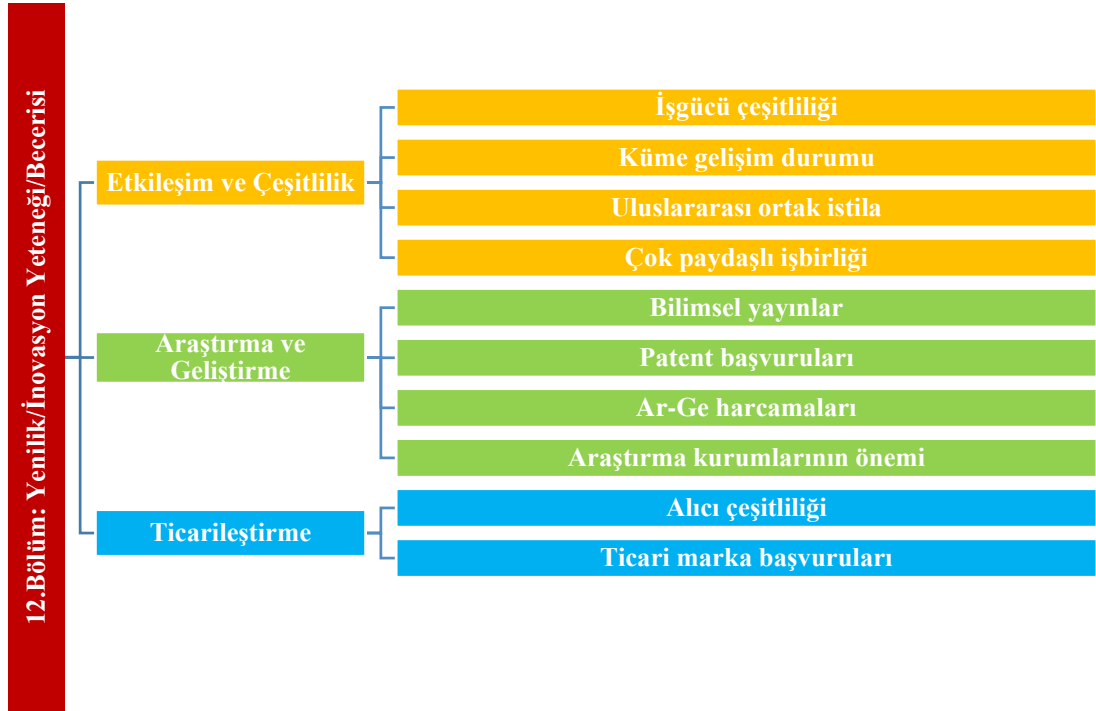 12.Bölüm: Yenilik/İnovasyon Yeteneği/Becerisi
Etkileşim ve Çeşitlilik
İşgücü çeşitliliği
Küme gelişim durumu
Uluslararası ortak istila
Çok paydaşlı işbirliği
Araştırma ve
Geliştirme
Bilimsel yayınlar
Patent başvuruları
Ar-Ge harcamaları
Araştırma kurumlarının önemi
Ticarileştirme
Alıcı çeşitliliği
Ticari marka başvuruları